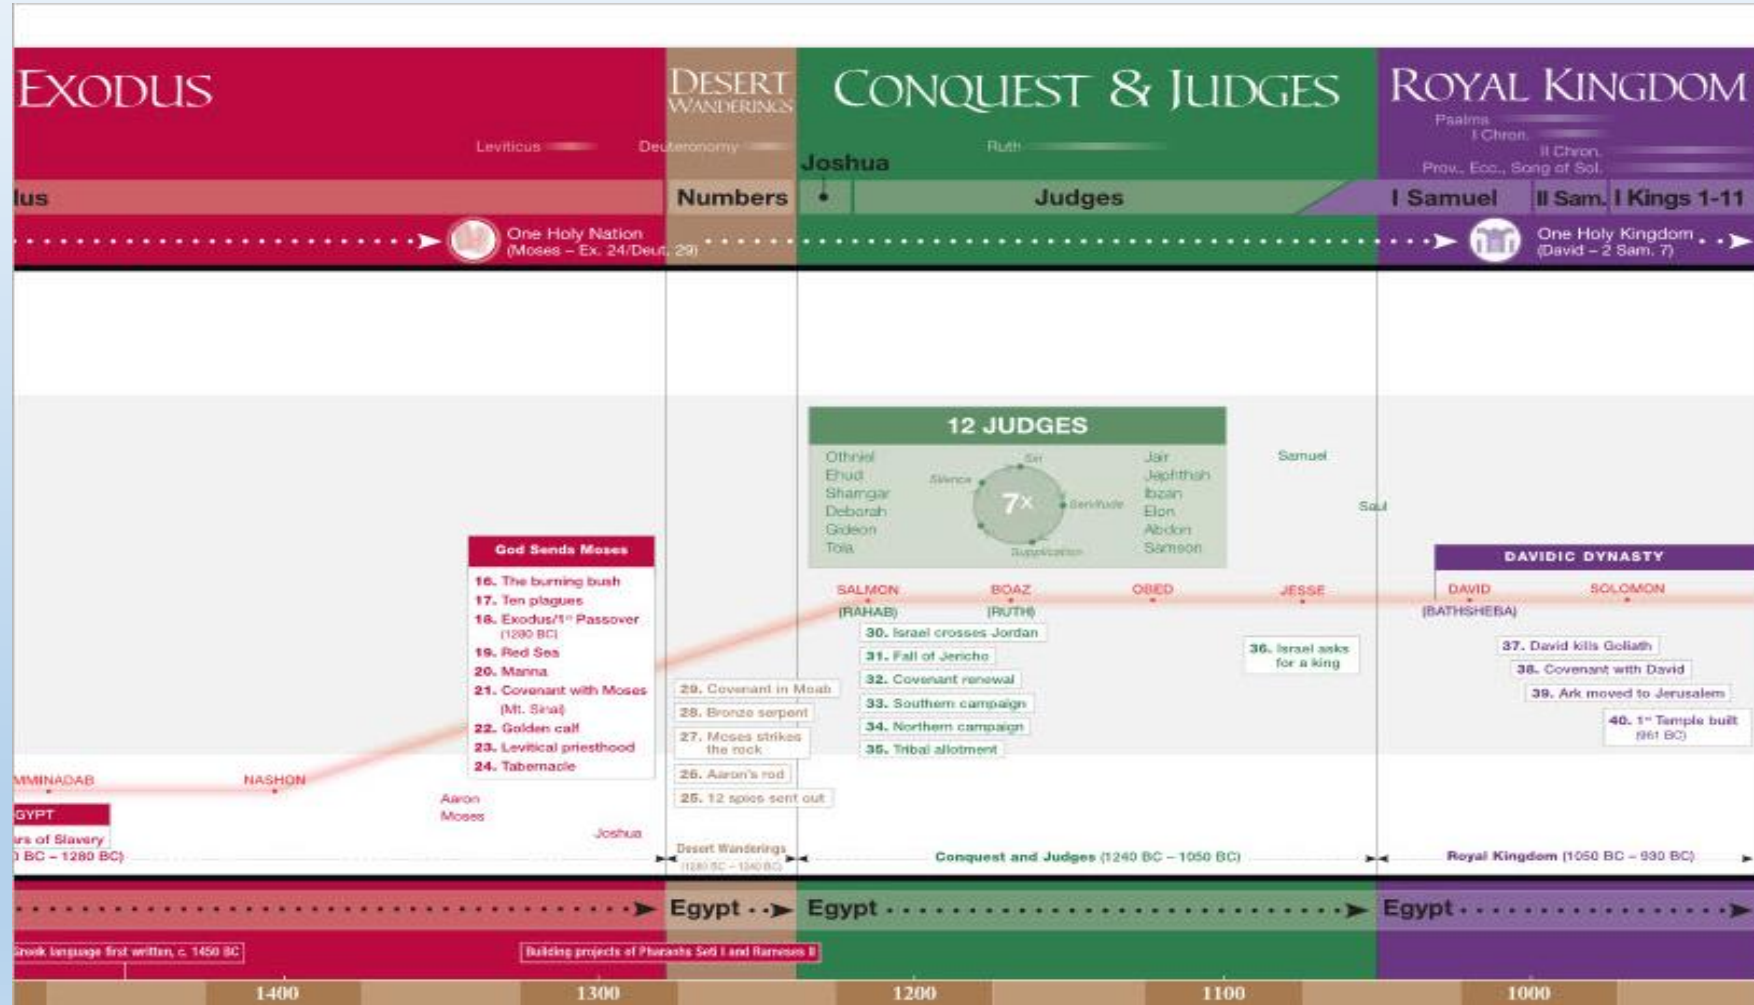 EXODUS
Leviticus
lus
One Holy Nation
(Moses – Ex. 24/Deut. 29)
DESERT
WANDERINGS
Deuteronomy
Numbers
CONQUEST & JUDGES
Ruth
Joshua
Judges
ROYAL KINGDOM
Psalms
I Chron.
II Chron.
Prov., Ecc., Song of Sol.
I Samuel
II Sam.
I Kings 1-11
One Holy Kingdom
(David – 2 Sam. 7)
12 JUDGES
Othniel
Ehud
Shamgar
Deborah
Gideon
Tola
Sin
Silence
7x
Servitude
Supplication
Jair
Jephthah
Ibzan
Elon
Abdon
Samson
Samuel
Saul
God Sends Moses
16. The burning bush
17. Ten plagues
18. Exodus/1st Passover
(1280 BC)
19. Red Sea
20. Manna
21. Covenant with Moses
(Mt. Sinai)
22. Golden calf
23. Levitical priesthood
24. Tabernacle
DAVIDIC DYNASTY
SALMON
(RAHAB)
BOAZ
(RUTH)
OBED
JESSE
DAVID
(BATHSHEBA)
SOLOMON
30. Israel crosses Jordan
31. Fall of Jericho
32. Covenant renewal
33. Southern campaign
34. Northern campaign
35. Tribal allotment
36. Israel asks
for a king
37. David kills Goliath
38. Covenant with David
39. Ark moved to Jerusalem
40. 1st Temple built
(961 BC)
29. Covenant in Moab
28. Bronze serpent
27. Moses strikes
the rock
26. Aaron's rod
25. 12 spies sent out
MMINADAB
NASHON
GYPT
ars of Slavery
0 BC – 1280 BC)
Aaron
Moses
Joshua
Desert Wanderings
(1280 BC – 1240 BC)
Conquest and Judges (1240 BC – 1050 BC)
Royal Kingdom (1050 BC – 930 BC)
Egypt
Egypt
Egypt
Greek language first written, c. 1450 BC
Building projects of Pharaohs Seti I and Rameses II
1400
1300
1200
1100
1000